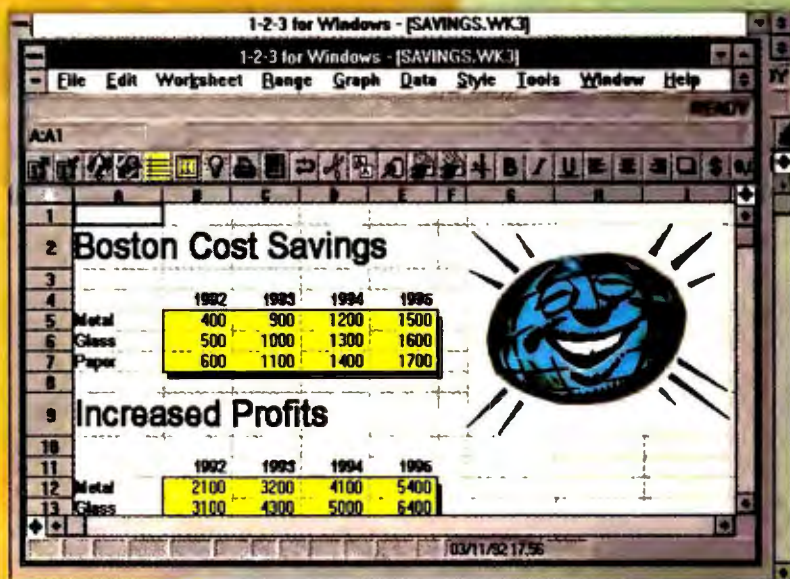 1-2-3 for Windows - [SAVINGS.WK3]
1-2-3 for Windows - [SAVINGS.WK3]
File Edit Worksheet Range Graph Data Style Tools Window Help
READY
A:A1
B I U $ 0,0
A B C D E F G H I
1
2 Boston Cost Savings
3
4 1992 1993 1994 1995
5 Metal 400 900 1200 1500
6 Glass 500 1000 1300 1600
7 Paper 600 1100 1400 1700
8
9 Increased Profits
10
11 1992 1993 1994 1995
12 Metal 2100 3200 4100 5400
13 Glass 3100 4300 5000 6400
03/11/92 17:56